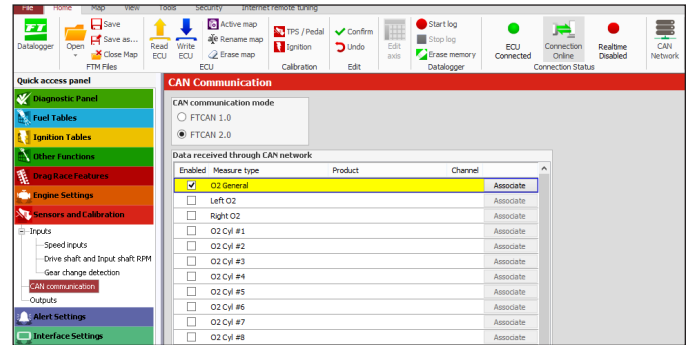 File Home Map View Tools Security Internet remote tuning
FT
Datalogger
Open
Save
Save as...
Close Map
FTM Files
Read ECU
Write ECU
Active map
Rename map
Erase map
ECU
TPS / Pedal
Ignition
Calibration
Confirm
Undo
Edit
Edit axis
Start log
Stop log
Erase memory
Datalogger
ECU Connected
Connection Online
Realtime Disabled
Connection Status
CAN Network
Quick access panel
Diagnostic Panel
Fuel Tables
Ignition Tables
Other Functions
Drag Race Features
Engine Settings
Sensors and Calibration
Inputs
Speed inputs
Drive shaft and Input shaft RPM
Gear change detection
CAN communication
Outputs
Alert Settings
Interface Settings
CAN Communication
CAN communication mode
FTCAN 1.0
FTCAN 2.0
Data received through CAN network
Enabled Measure type Product Channel
O2 General Associate
Left O2 Associate
Right O2 Associate
O2 Cyl #1 Associate
O2 Cyl #2 Associate
O2 Cyl #3 Associate
O2 Cyl #4 Associate
O2 Cyl #5 Associate
O2 Cyl #6 Associate
O2 Cyl #7 Associate
O2 Cyl #8 Associate